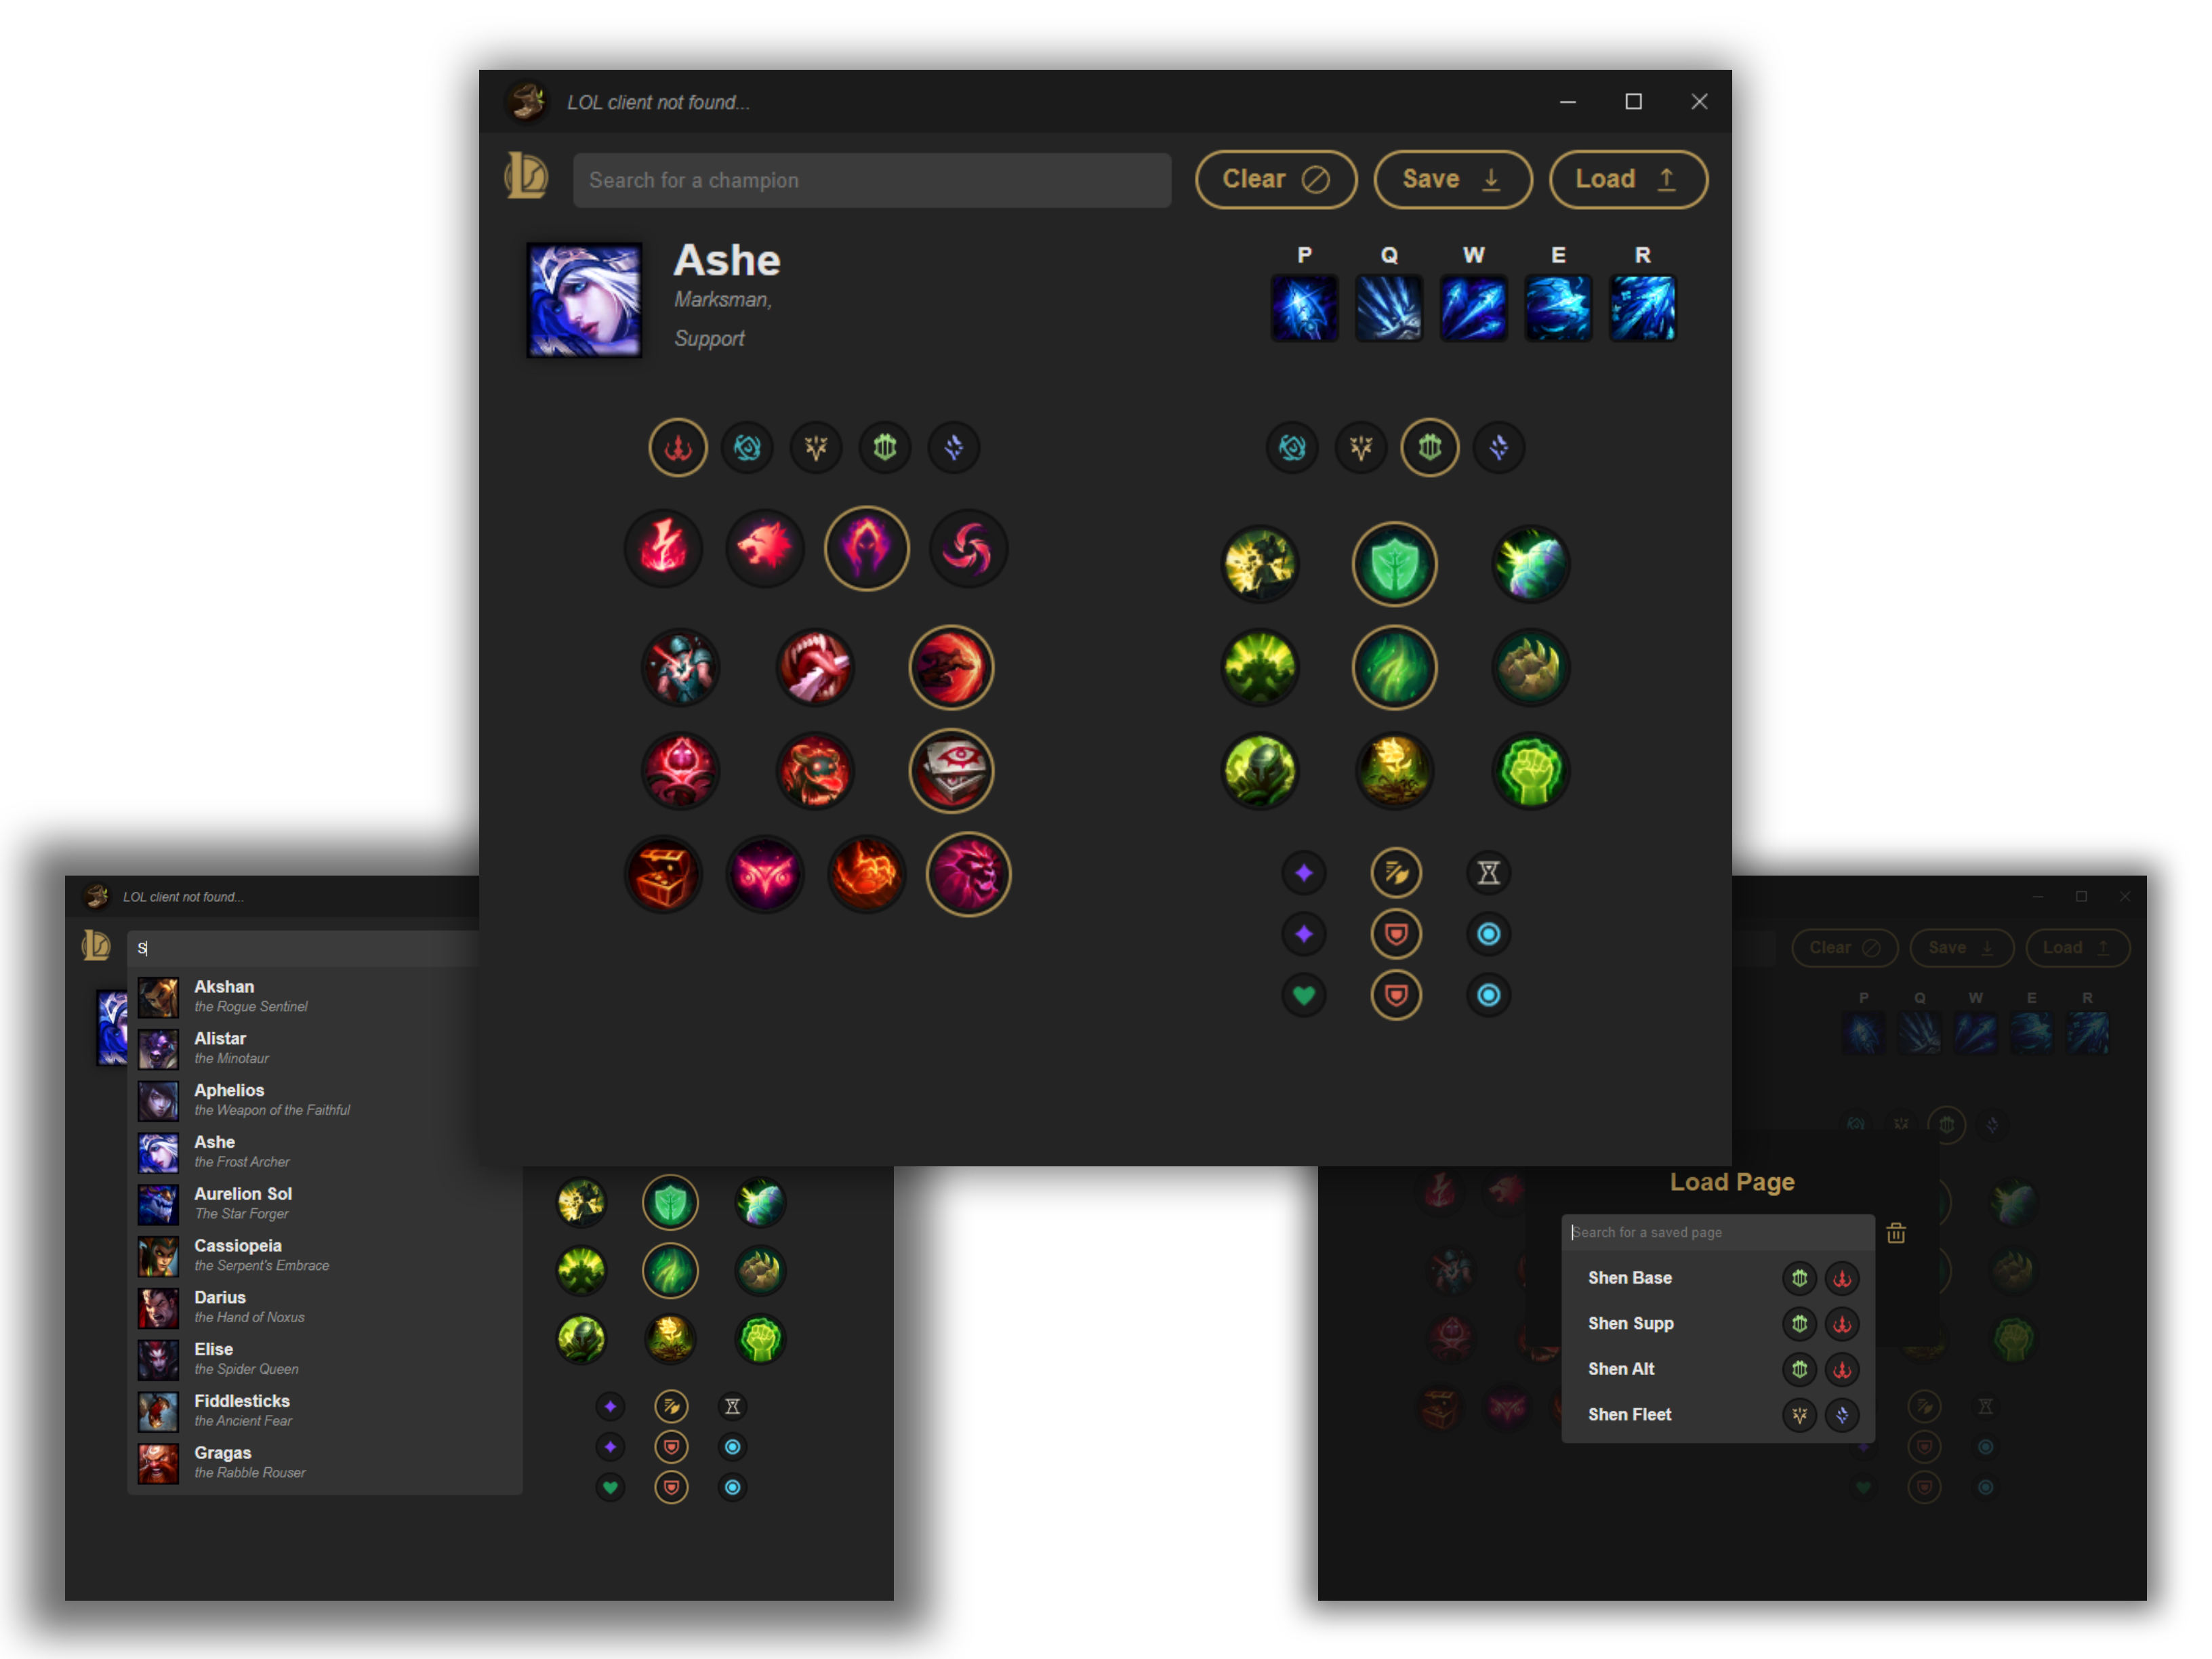 LOL client not found...
Search for a champion
Clear
Save
Load
Ashe
Marksman,
Support
P Q W E R
LOL client not found...
S
Akshan
the Rogue Sentinel
Alistar
the Minotaur
Aphelios
the Weapon of the Faithful
Ashe
the Frost Archer
Aurelion Sol
The Star Forger
Cassiopeia
the Serpent's Embrace
Darius
the Hand of Noxus
Elise
the Spider Queen
Fiddlesticks
the Ancient Fear
Gragas
the Rabble Rouser
Clear
Save
Load
P Q W E R
Load Page
Search for a saved page
Shen Base
Shen Supp
Shen Alt
Shen Fleet